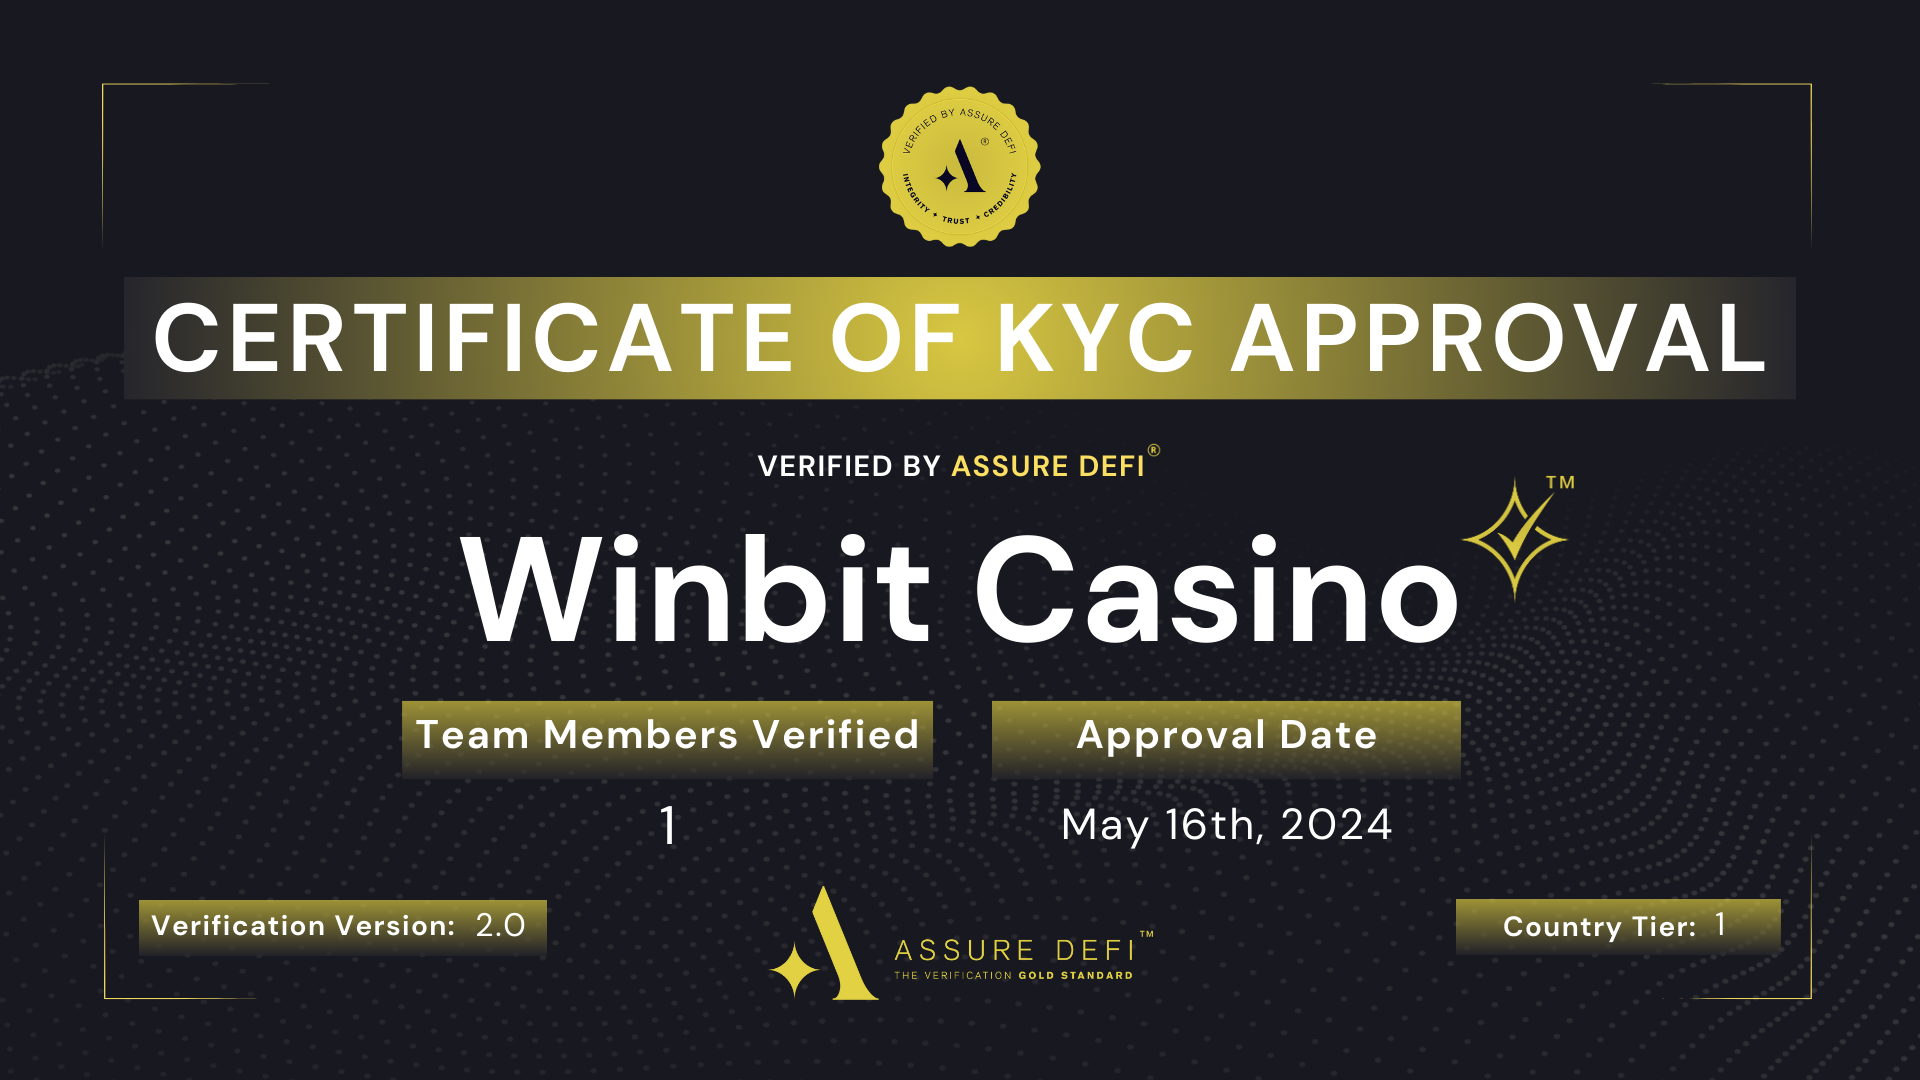 VERIFIED BY ASSURE DEFI
®
INTEGRITY ✦ TRUST ✦ CREDIBILITY
CERTIFICATE OF KYC APPROVAL
VERIFIED BY ASSURE DEFI®
TM
Winbit Casino
Team Members Verified
1
Approval Date
May 16th, 2024
Verification Version: 2.0
ASSURE DEFI™
THE VERIFICATION GOLD STANDARD
Country Tier: 1